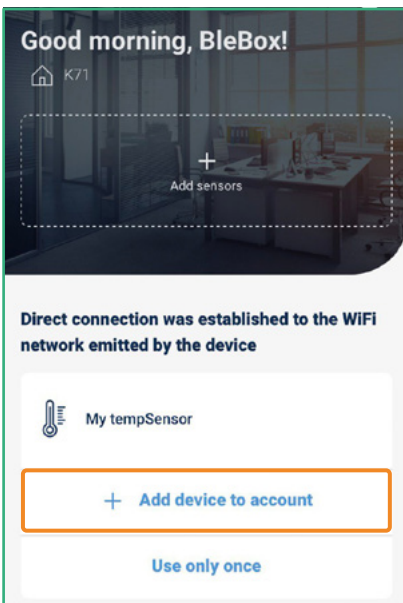 Good morning, BleBox!
K71
+
Add sensors
Direct connection was established to the WiFi
network emitted by the device
My tempSensor
+ Add device to account
Use only once